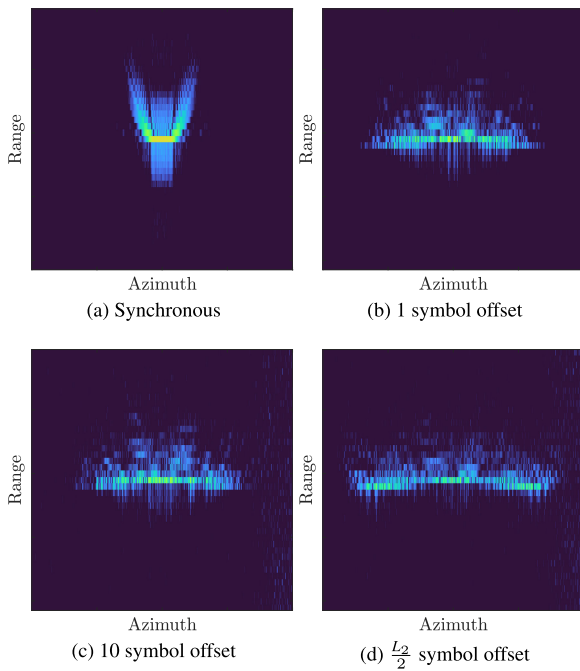 Range
Range
Azimuth
Azimuth
(a) Synchronous
(b) 1 symbol offset
Range
Range
Azimuth
Azimuth
(c) 10 symbol offset
(d) L₂/2 symbol offset